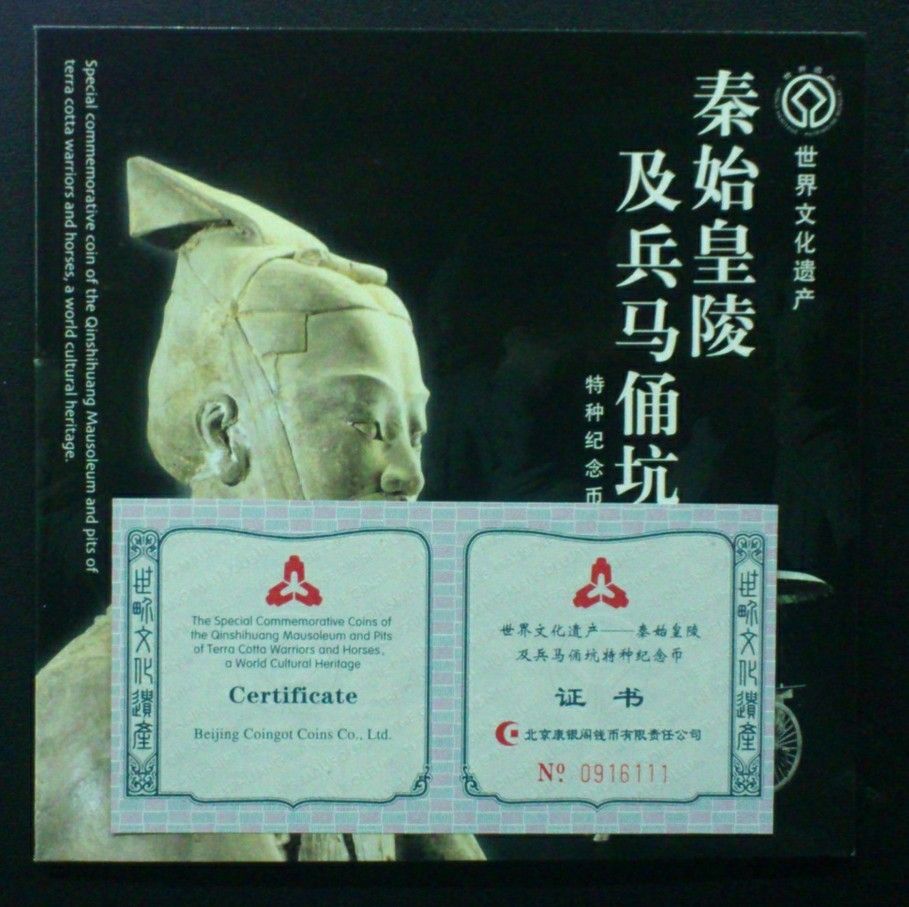 世界文化遗产
秦始皇陵
及兵马俑坑
特种纪念币
Special commemorative coin of the Qinshihuang Mausoleum and pits of
terra cotta warriors and horses, a world cultural heritage.
世界文化遺產
The Special Commemorative Coins of
the Qinshihuang Mausoleum and Pits
of Terra Cotta Warriors and Horses,
a World Cultural Heritage
Certificate
Beijing Coingot Coins Co., Ltd.
世界文化遗产——秦始皇陵
及兵马俑坑特种纪念币
证书
北京康银阁钱币有限责任公司
Nº 0916111
世界文化遺產